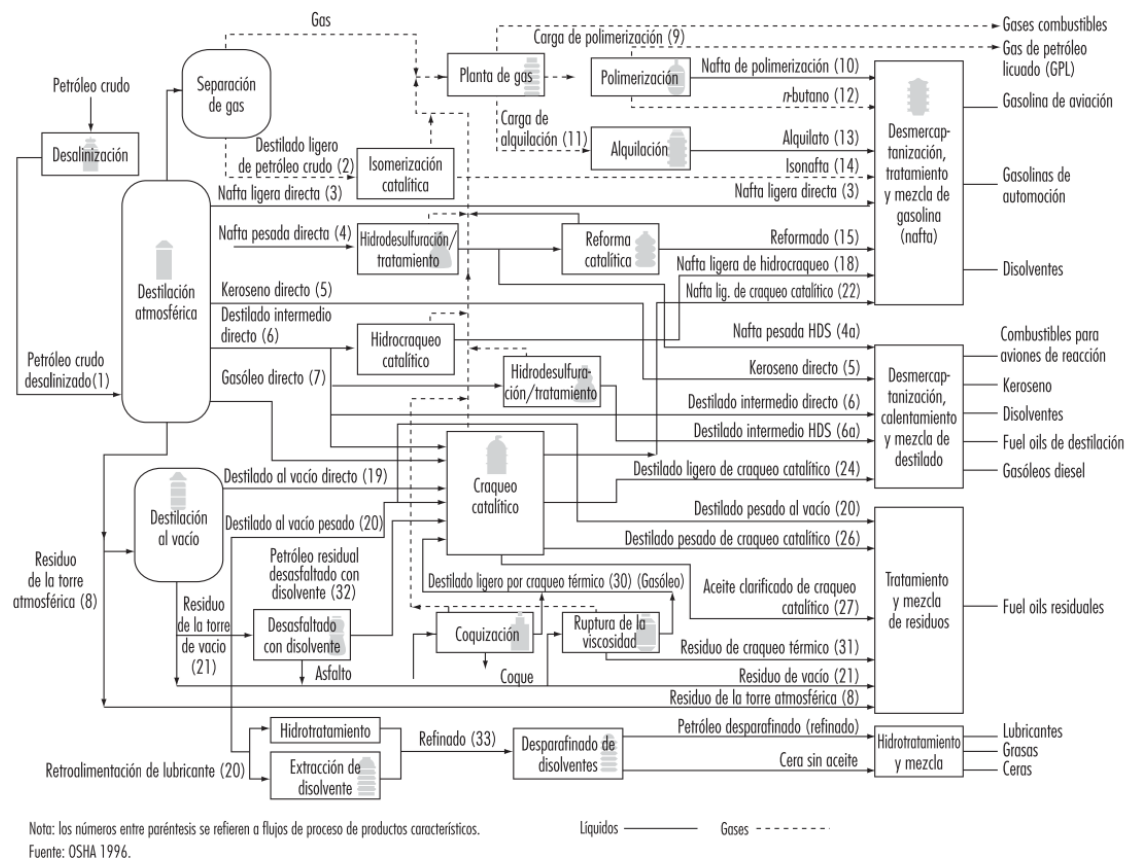 Gas
Gases combustibles
Carga de polimerización (9)
Gas de petróleo
licuado (GPL)
Petróleo crudo
Separación
de gas
Planta de gas
Polimerización
Nafta de polimerización (10)
n-butano (12)
Gasolina de aviación
Desalinización
Carga de
alquilación (11)
Alquilación
Alquilato (13)
Desmercap-
tanización,
tratamiento
y mezcla
de gasolina
(nafta)
Destilado ligero
de petróleo crudo (2)
Isomerización
catalítica
Isonafta (14)
Gasolinas de
automoción
Nafta ligera directa (3)
Nafta ligera directa (3)
Nafta pesada directa (4)
Hidrodesulfuración/
tratamiento
Reforma
catalítica
Reformado (15)
Nafta ligera de hidrocraqueo (18)
Disolventes
Destilación
atmosférica
Keroseno directo (5)
Nafta lig. de craqueo catalítico (22)
Destilado intermedio
directo (6)
Hidrocraqueo
catalítico
Nafta pesada HDS (4a)
Combustibles para
aviones de reacción
Petróleo crudo
desalinizado(1)
Gasóleo directo (7)
Hidrodesulfura-
ción/tratamiento
Keroseno directo (5)
Keroseno
Desmercap-
tanización,
calentamiento
y mezcla de
destilado
Destilado intermedio directo (6)
Disolventes
Destilado intermedio HDS (6a)
Fuel oils de destilación
Destilado ligero de craqueo catalítico (24)
Gasóleos diesel
Destilación
al vacío
Destilado al vacío directo (19)
Craqueo
catalítico
Destilado al vacío pesado (20)
Destilado pesado al vacío (20)
Destilado pesado de craqueo catalítico (26)
Residuo
de la torre
atmosférica (8)
Petróleo residual
desasfaltado con
disolvente (32)
Destilado ligero por craqueo térmico (30) (Gasóleo)
Aceite clarificado de craqueo
catalítico (27)
Tratamiento
y mezcla
de residuos
Fuel oils residuales
Residuo
de la torre
de vacio
(21)
Desasfaltado
con disolvente
Coquización
Ruptura de la
viscosidad
Residuo de craqueo térmico (31)
Asfalto
Coque
Residuo de vacío (21)
Residuo de la torre atmosférica (8)
Hidrotratamiento
Refinado (33)
Desparafinado de
disolventes
Petróleo desparafinado (refinado)
Hidrotratamiento
y mezcla
Lubricantes
Grasas
Ceras
Retroalimentación de lubricante (20)
Extracción de
disolvente
Cera sin aceite
Nota: los números entre paréntesis se refieren a flujos de proceso de productos característicos.
Líquidos
Gases
Fuente: OSHA 1996.